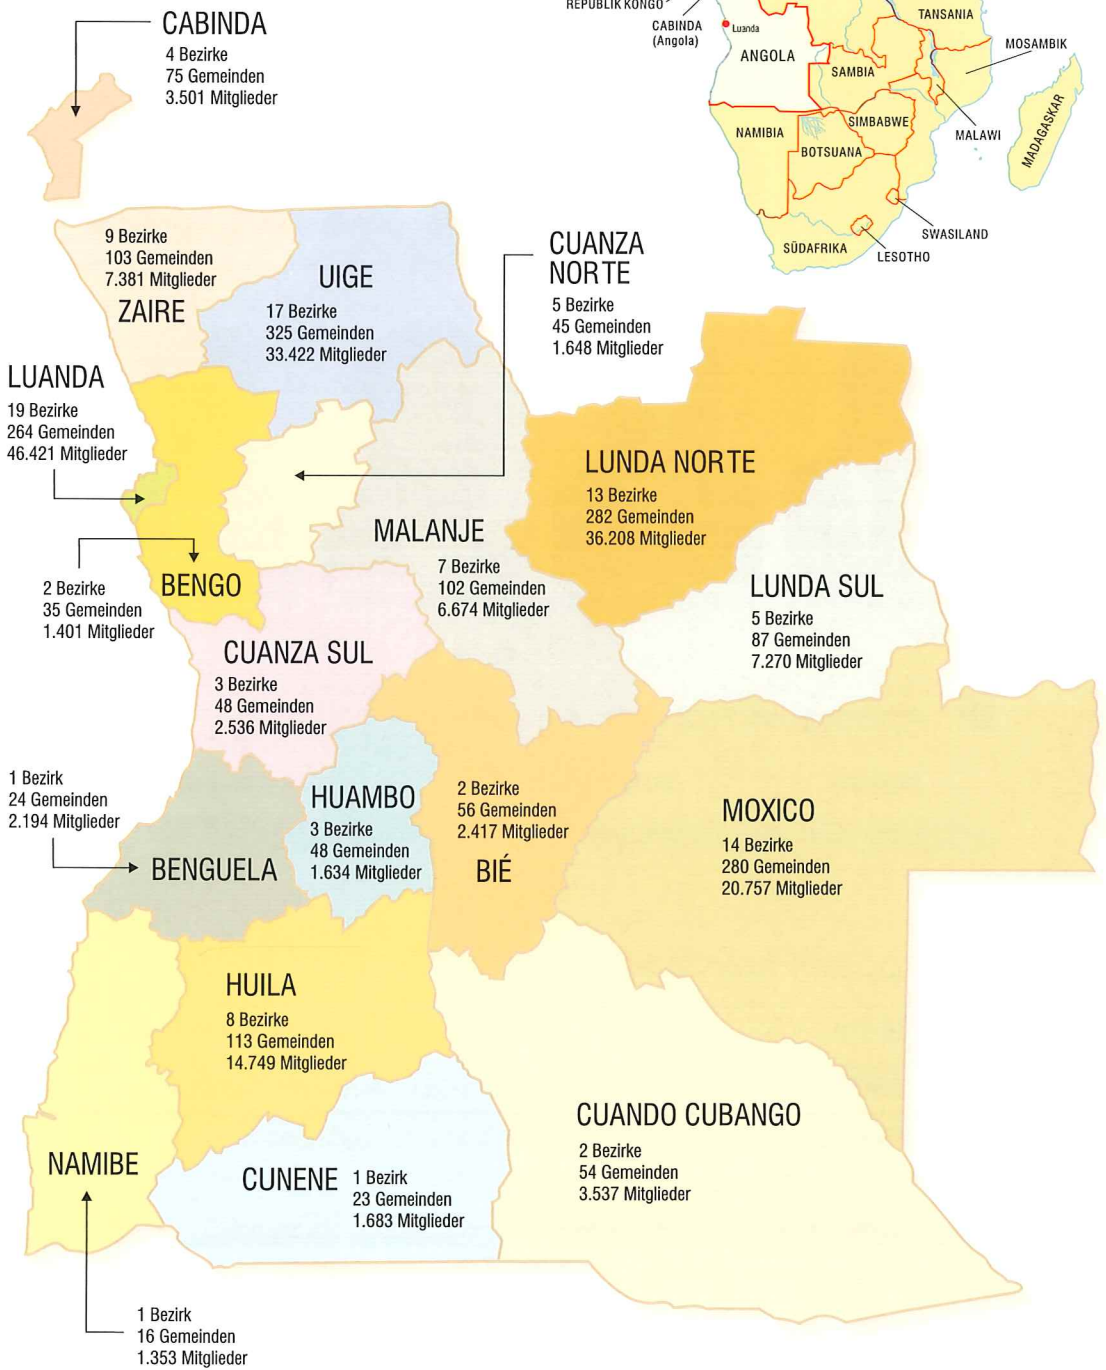 CABINDA
4 Bezirke
75 Gemeinden
3.501 Mitglieder
REPUBLIK KONGO
CABINDA
(Angola)
Luanda
ANGOLA
TANSANIA
MOSAMBIK
SAMBIA
SIMBABWE
MALAWI
NAMIBIA
BOTSUANA
MADAGASKAR
SWASILAND
SÜDAFRIKA
LESOTHO
9 Bezirke
103 Gemeinden
7.381 Mitglieder
ZAIRE
UIGE
17 Bezirke
325 Gemeinden
33.422 Mitglieder
CUANZA
NORTE
5 Bezirke
45 Gemeinden
1.648 Mitglieder
LUANDA
19 Bezirke
264 Gemeinden
46.421 Mitglieder
LUNDA NORTE
13 Bezirke
282 Gemeinden
36.208 Mitglieder
MALANJE
7 Bezirke
102 Gemeinden
6.674 Mitglieder
BENGO
2 Bezirke
35 Gemeinden
1.401 Mitglieder
LUNDA SUL
5 Bezirke
87 Gemeinden
7.270 Mitglieder
CUANZA SUL
3 Bezirke
48 Gemeinden
2.536 Mitglieder
1 Bezirk
24 Gemeinden
2.194 Mitglieder
BENGUELA
HUAMBO
3 Bezirke
48 Gemeinden
1.634 Mitglieder
2 Bezirke
56 Gemeinden
2.417 Mitglieder
BIÉ
MOXICO
14 Bezirke
280 Gemeinden
20.757 Mitglieder
HUILA
8 Bezirke
113 Gemeinden
14.749 Mitglieder
CUANDO CUBANGO
2 Bezirke
54 Gemeinden
3.537 Mitglieder
NAMIBE
CUNENE
1 Bezirk
23 Gemeinden
1.683 Mitglieder
1 Bezirk
16 Gemeinden
1.353 Mitglieder